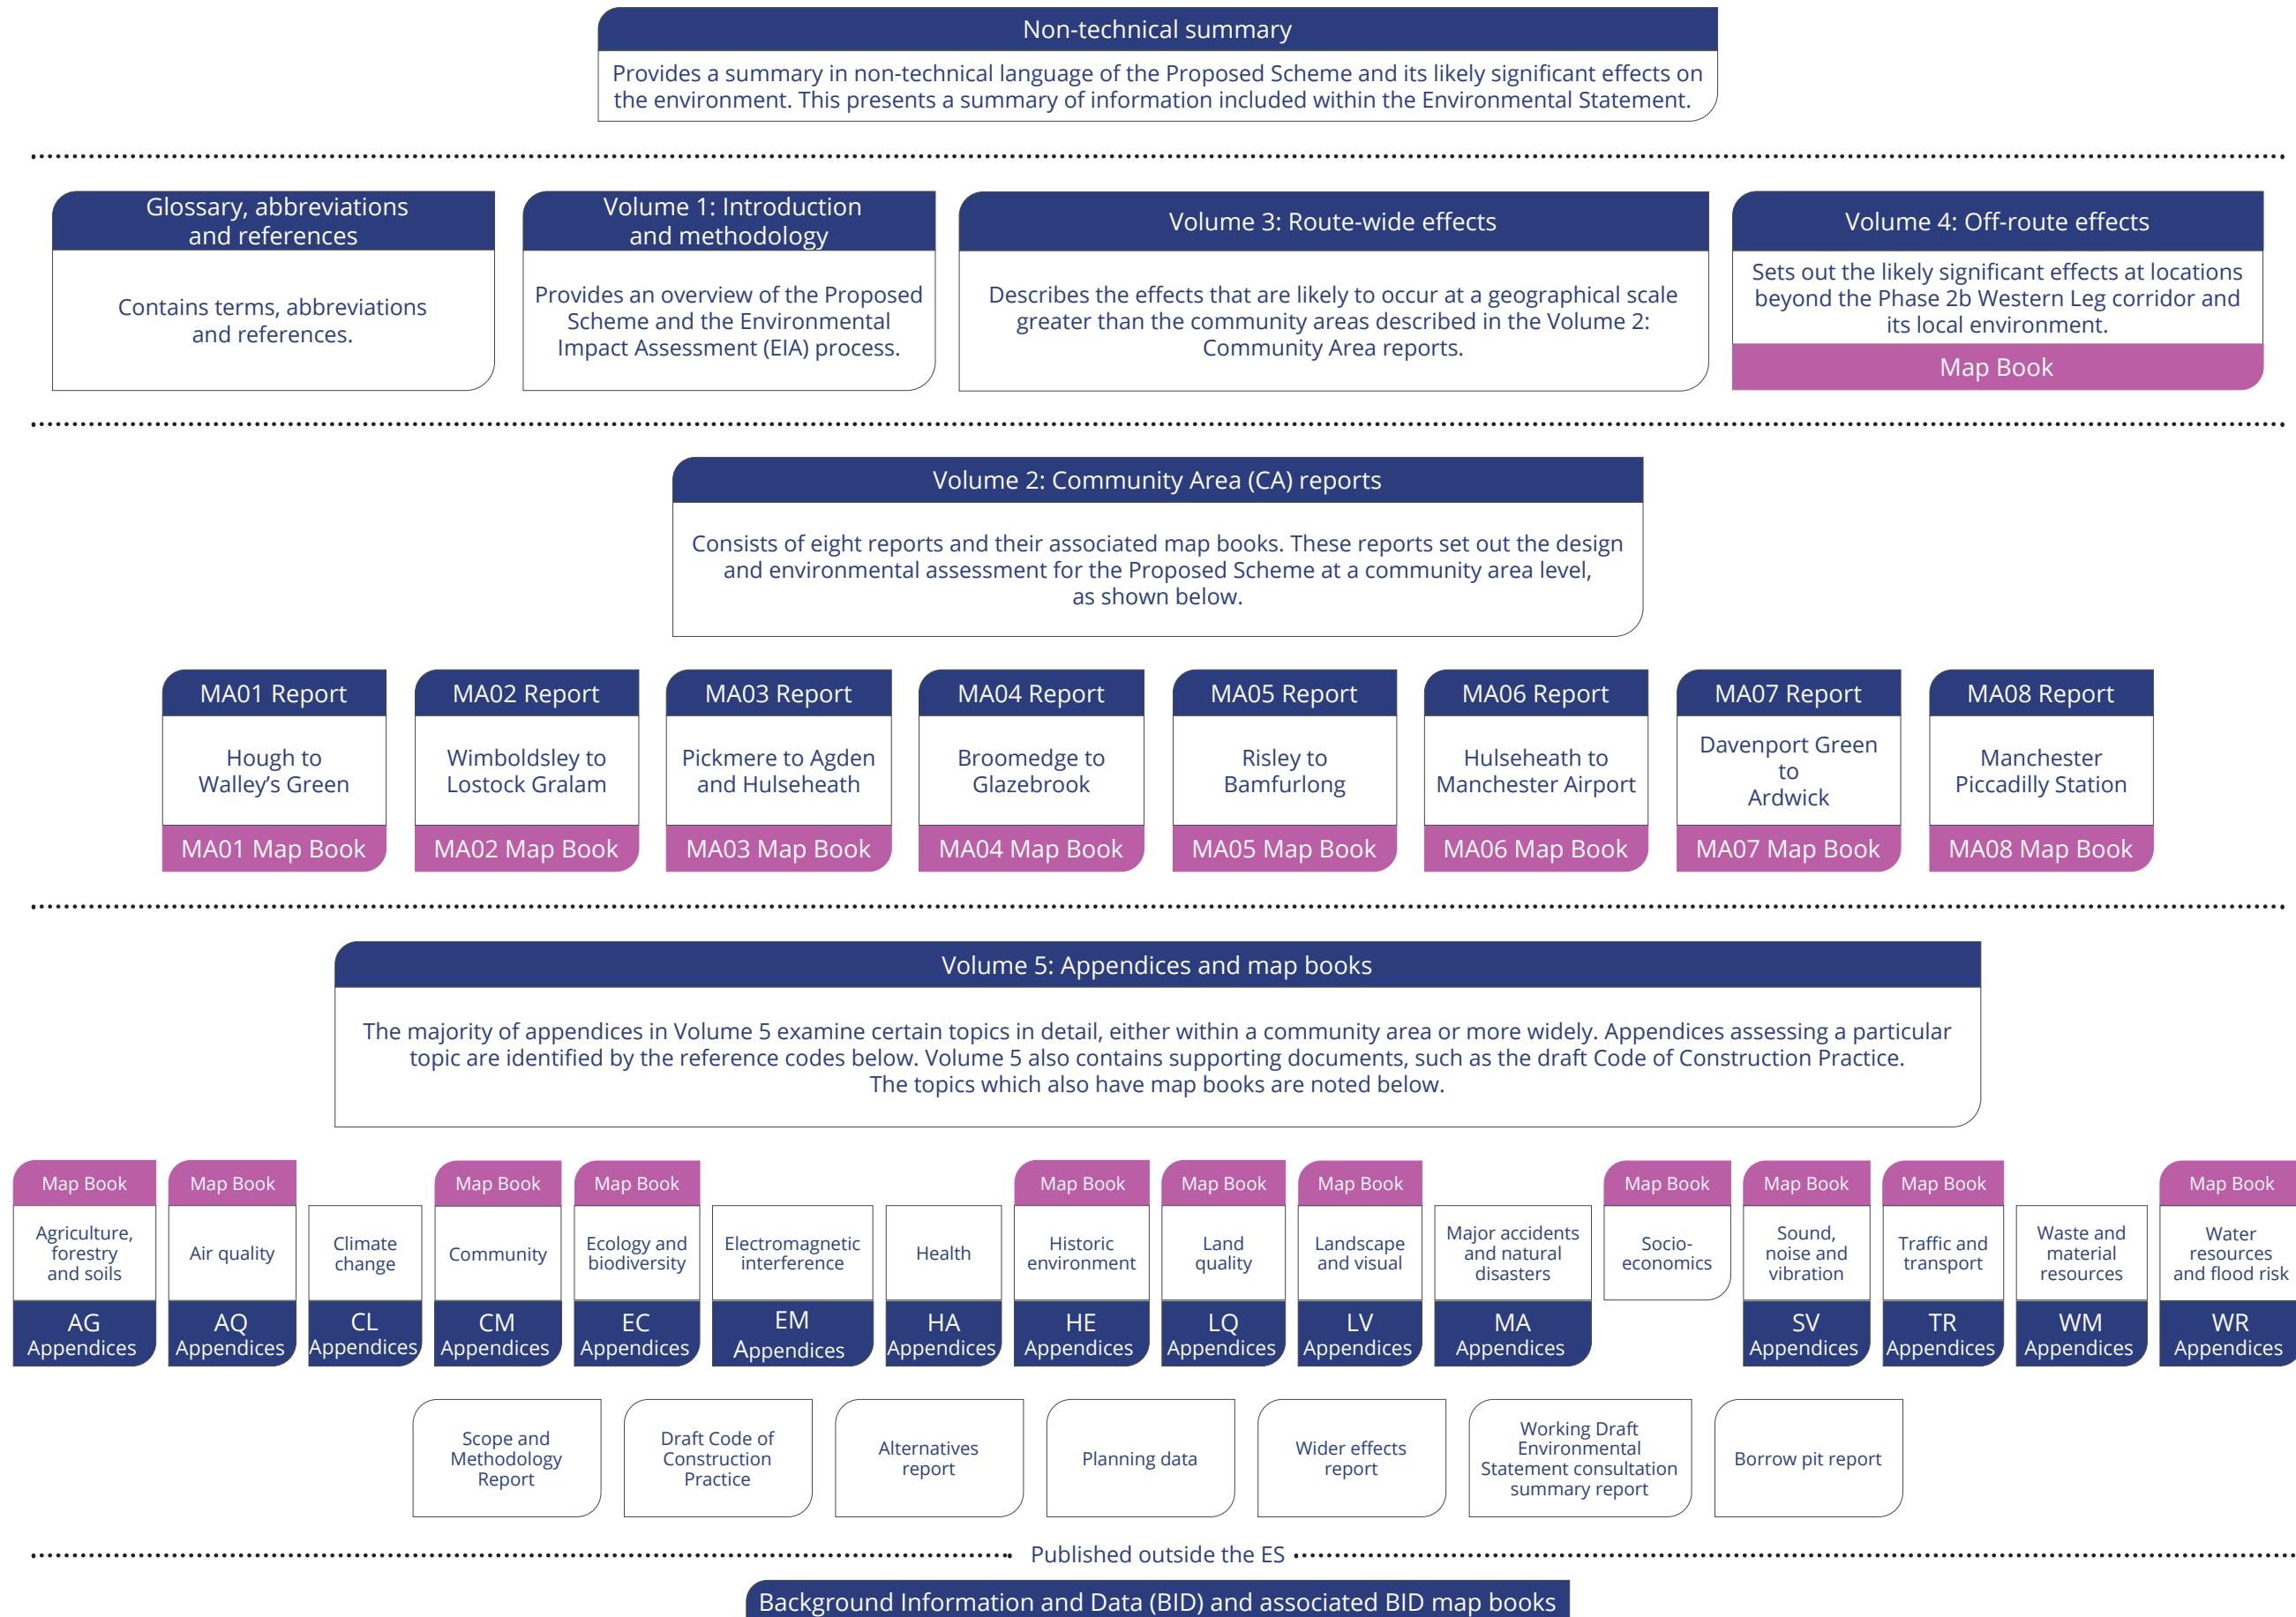 Non-technical summary
Provides a summary in non-technical language of the Proposed Scheme and its likely significant effects on
the environment. This presents a summary of information included within the Environmental Statement.
Glossary, abbreviations
and references
Contains terms, abbreviations
and references.
Volume 1: Introduction
and methodology
Provides an overview of the Proposed
Scheme and the Environmental
Impact Assessment (EIA) process.
Volume 3: Route-wide effects
Describes the effects that are likely to occur at a geographical scale
greater than the community areas described in the Volume 2:
Community Area reports.
Volume 4: Off-route effects
Sets out the likely significant effects at locations
beyond the Phase 2b Western Leg corridor and
its local environment.
Map Book
Volume 2: Community Area (CA) reports
Consists of eight reports and their associated map books. These reports set out the design
and environmental assessment for the Proposed Scheme at a community area level,
as shown below.
MA01 Report
Hough to
Walley’s Green
MA01 Map Book
MA02 Report
Wimboldsley to
Lostock Gralam
MA02 Map Book
MA03 Report
Pickmere to Agden
and Hulseheath
MA03 Map Book
MA04 Report
Broomedge to
Glazebrook
MA04 Map Book
MA05 Report
Risley to
Bamfurlong
MA05 Map Book
MA06 Report
Hulseheath to
Manchester Airport
MA06 Map Book
MA07 Report
Davenport Green
to
Ardwick
MA07 Map Book
MA08 Report
Manchester
Piccadilly Station
MA08 Map Book
Volume 5: Appendices and map books
The majority of appendices in Volume 5 examine certain topics in detail, either within a community area or more widely. Appendices assessing a particular
topic are identified by the reference codes below. Volume 5 also contains supporting documents, such as the draft Code of Construction Practice.
The topics which also have map books are noted below.
Map Book
Agriculture,
forestry
and soils
AG
Appendices
Map Book
Air quality
AQ
Appendices
Climate
change
CL
Appendices
Map Book
Community
CM
Appendices
Map Book
Ecology and
biodiversity
EC
Appendices
Electromagnetic
interference
EM
Appendices
Health
HA
Appendices
Map Book
Historic
environment
HE
Appendices
Map Book
Land
quality
LQ
Appendices
Map Book
Landscape
and visual
LV
Appendices
Major accidents
and natural
disasters
MA
Appendices
Map Book
Socio-
economics
Map Book
Sound,
noise and
vibration
SV
Appendices
Map Book
Traffic and
transport
TR
Appendices
Waste and
material
resources
WM
Appendices
Map Book
Water
resources
and flood risk
WR
Appendices
Scope and
Methodology
Report
Draft Code of
Construction
Practice
Alternatives
report
Planning data
Wider effects
report
Working Draft
Environmental
Statement consultation
summary report
Borrow pit report
Published outside the ES
Background Information and Data (BID) and associated BID map books